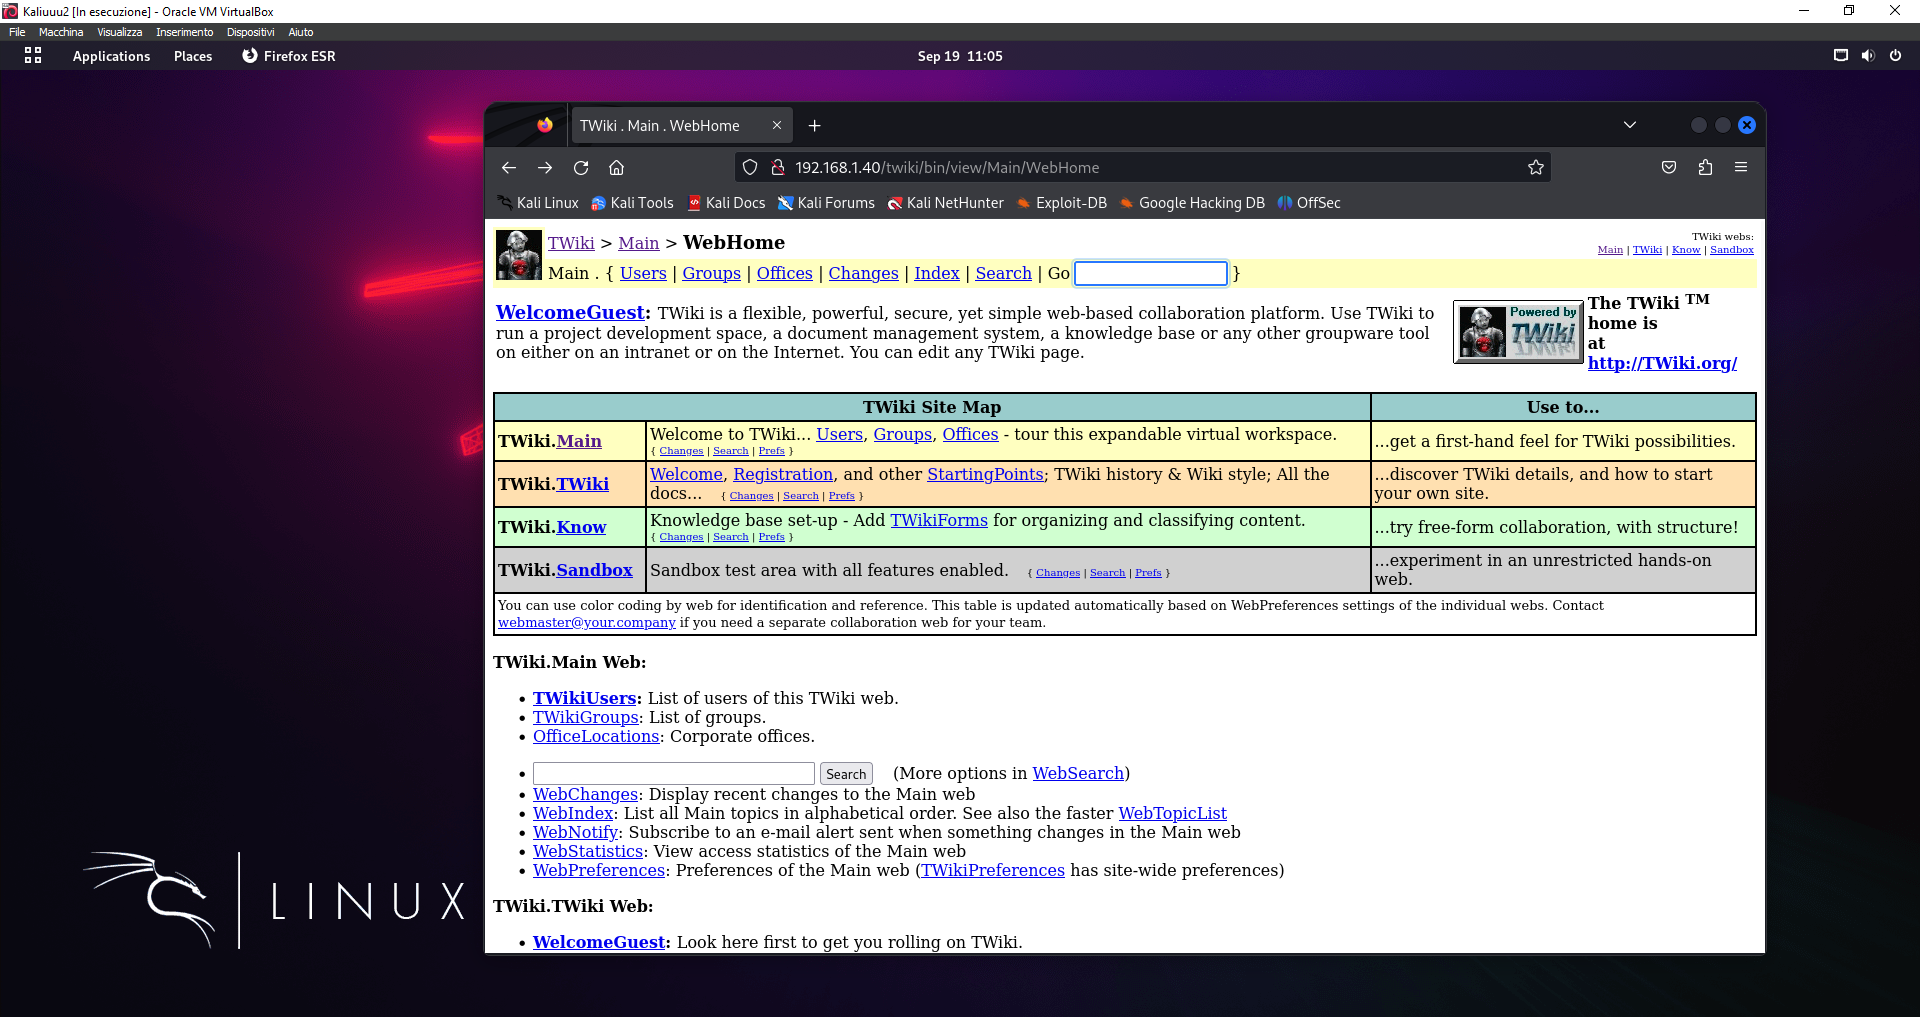 Kaliuuu2 [In esecuzione] - Oracle VM VirtualBox
File Macchina Visualizza Inserimento Dispositivi Aiuto
Applications Places Firefox ESR Sep 19 11:05
TWiki . Main . WebHome
192.168.1.40/twiki/bin/view/Main/WebHome
Kali Linux Kali Tools Kali Docs Kali Forums Kali NetHunter Exploit-DB Google Hacking DB OffSec
TWiki > Main > WebHome
TWiki webs:
Main | TWiki | Know | Sandbox
Main . { Users | Groups | Offices | Changes | Index | Search | Go }
WelcomeGuest: TWiki is a flexible, powerful, secure, yet simple web-based collaboration platform. Use TWiki to
run a project development space, a document management system, a knowledge base or any other groupware tool
on either on an intranet or on the Internet. You can edit any TWiki page.
Powered by
TWiki
The TWiki TM
home is
at
http://TWiki.org/
TWiki Site Map Use to...
TWiki.Main Welcome to TWiki... Users, Groups, Offices - tour this expandable virtual workspace.
{ Changes | Search | Prefs }
...get a first-hand feel for TWiki possibilities.
TWiki.TWiki Welcome, Registration, and other StartingPoints; TWiki history & Wiki style; All the
docs... { Changes | Search | Prefs }
...discover TWiki details, and how to start
your own site.
TWiki.Know Knowledge base set-up - Add TWikiForms for organizing and classifying content.
{ Changes | Search | Prefs }
...try free-form collaboration, with structure!
TWiki.Sandbox Sandbox test area with all features enabled. { Changes | Search | Prefs }
...experiment in an unrestricted hands-on
web.
You can use color coding by web for identification and reference. This table is updated automatically based on WebPreferences settings of the individual webs. Contact
webmaster@your.company if you need a separate collaboration web for your team.
TWiki.Main Web:
• TWikiUsers: List of users of this TWiki web.
• TWikiGroups: List of groups.
• OfficeLocations: Corporate offices.
• Search (More options in WebSearch)
• WebChanges: Display recent changes to the Main web
• WebIndex: List all Main topics in alphabetical order. See also the faster WebTopicList
• WebNotify: Subscribe to an e-mail alert sent when something changes in the Main web
• WebStatistics: View access statistics of the Main web
• WebPreferences: Preferences of the Main web (TWikiPreferences has site-wide preferences)
TWiki.TWiki Web:
• WelcomeGuest: Look here first to get you rolling on TWiki.
LINUX